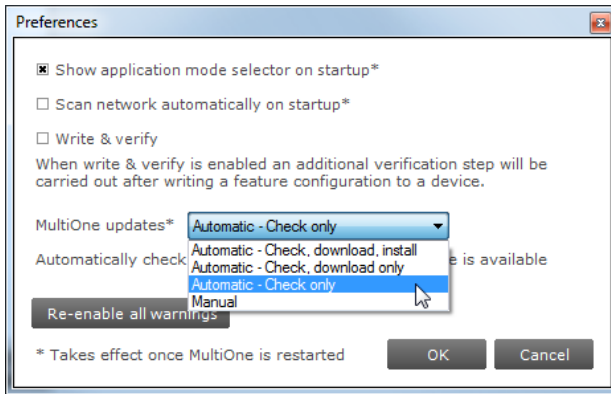 Preferences
Show application mode selector on startup*
Scan network automatically on startup*
Write & verify
When write & verify is enabled an additional verification step will be
carried out after writing a feature configuration to a device.
MultiOne updates* Automatic - Check only
Automatic - Check, download, install
Automatically check e is available
Automatic - Check, download only
Automatic - Check only
Manual
Re-enable all warnings
* Takes effect once MultiOne is restarted OK Cancel